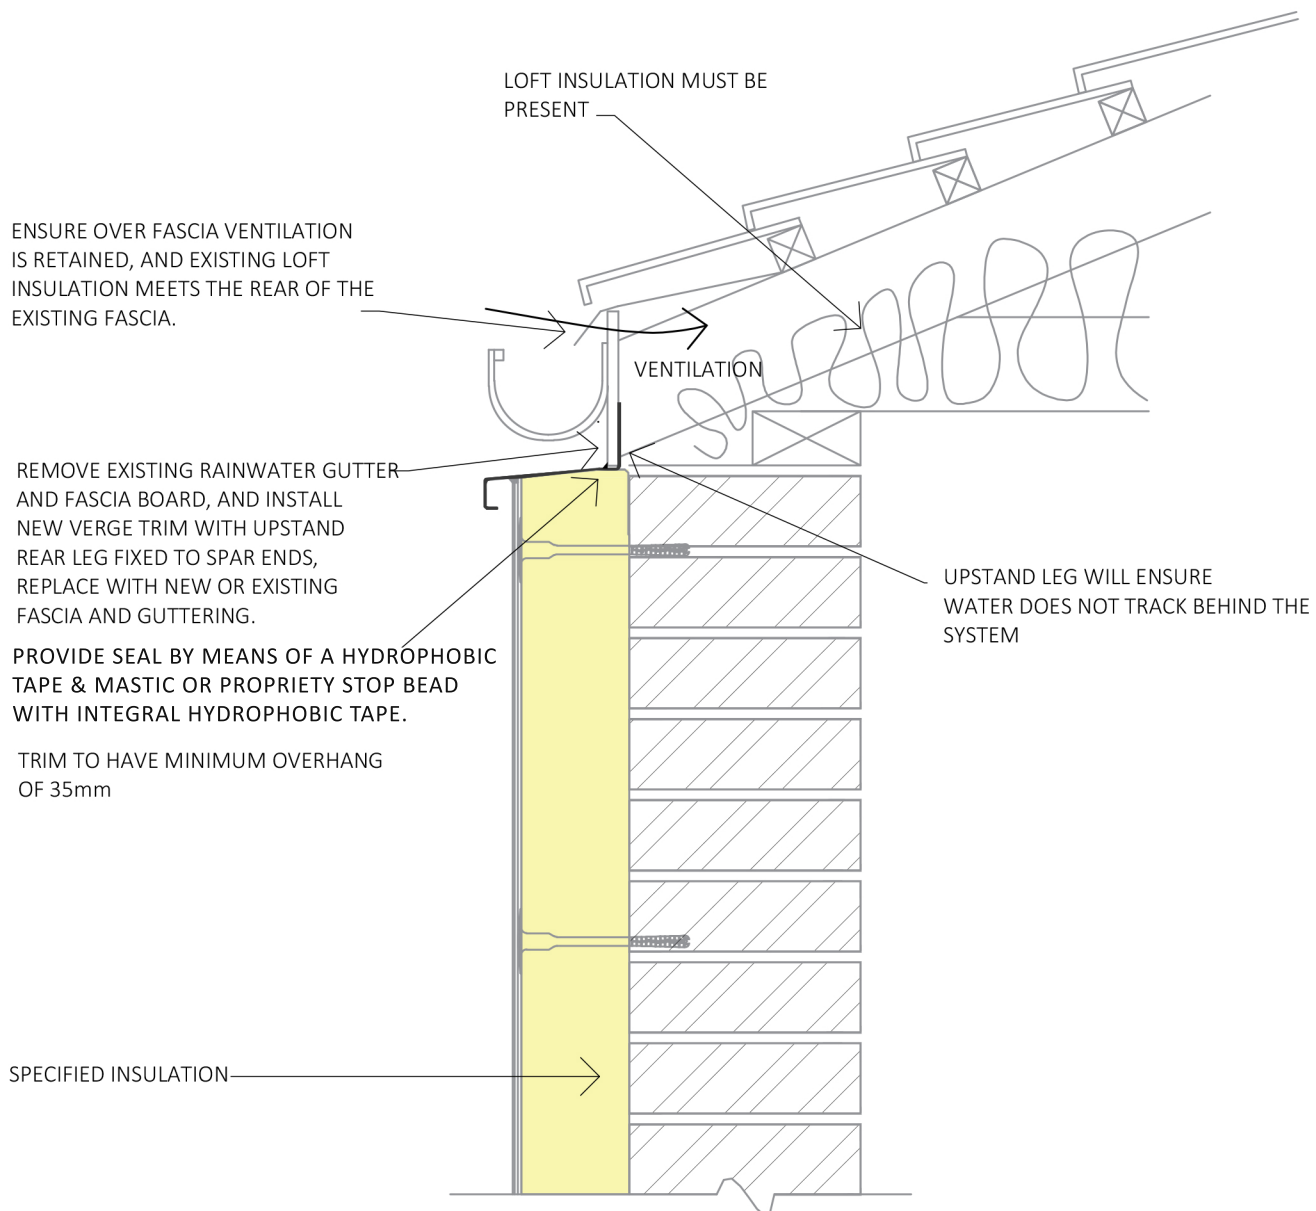 LOFT INSULATION MUST BE
PRESENT
ENSURE OVER FASCIA VENTILATION
IS RETAINED, AND EXISTING LOFT
INSULATION MEETS THE REAR OF THE
EXISTING FASCIA.
VENTILATION
REMOVE EXISTING RAINWATER GUTTER
AND FASCIA BOARD, AND INSTALL
NEW VERGE TRIM WITH UPSTAND
REAR LEG FIXED TO SPAR ENDS,
REPLACE WITH NEW OR EXISTING
FASCIA AND GUTTERING.
UPSTAND LEG WILL ENSURE
WATER DOES NOT TRACK BEHIND THE
SYSTEM
PROVIDE SEAL BY MEANS OF A HYDROPHOBIC
TAPE & MASTIC OR PROPRIETY STOP BEAD
WITH INTEGRAL HYDROPHOBIC TAPE.
TRIM TO HAVE MINIMUM OVERHANG
OF 35mm
SPECIFIED INSULATION